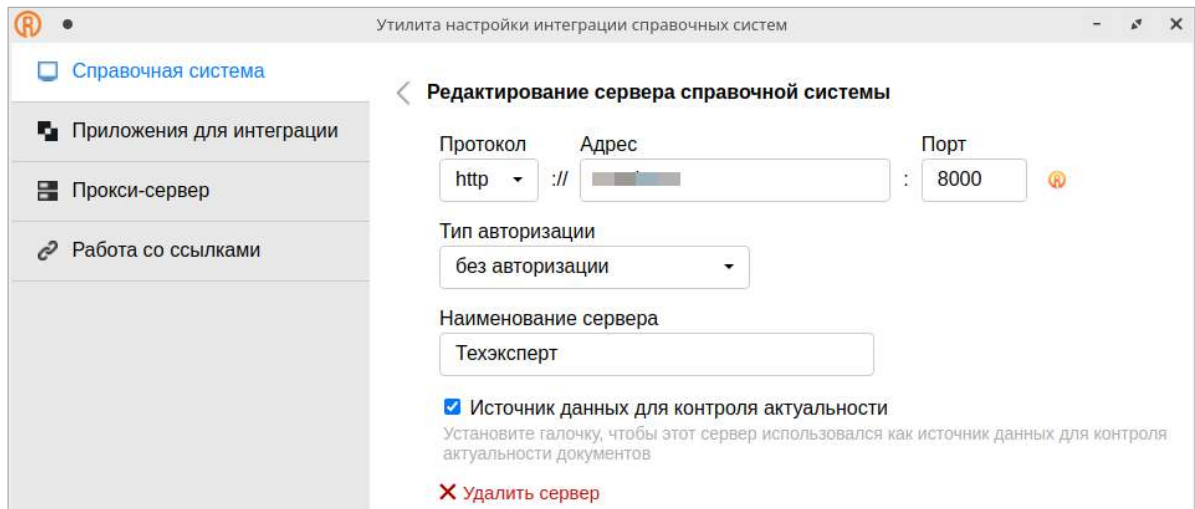 Утилита настройки интеграции справочных систем
Справочная система
Приложения для интеграции
Прокси-сервер
Работа со ссылками
Редактирование сервера справочной системы
Протокол Адрес Порт
http :// : 8000
Тип авторизации
без авторизации
Наименование сервера
Техэксперт
Источник данных для контроля актуальности
Установите галочку, чтобы этот сервер использовался как источник данных для контроля
актуальности документов
Удалить сервер